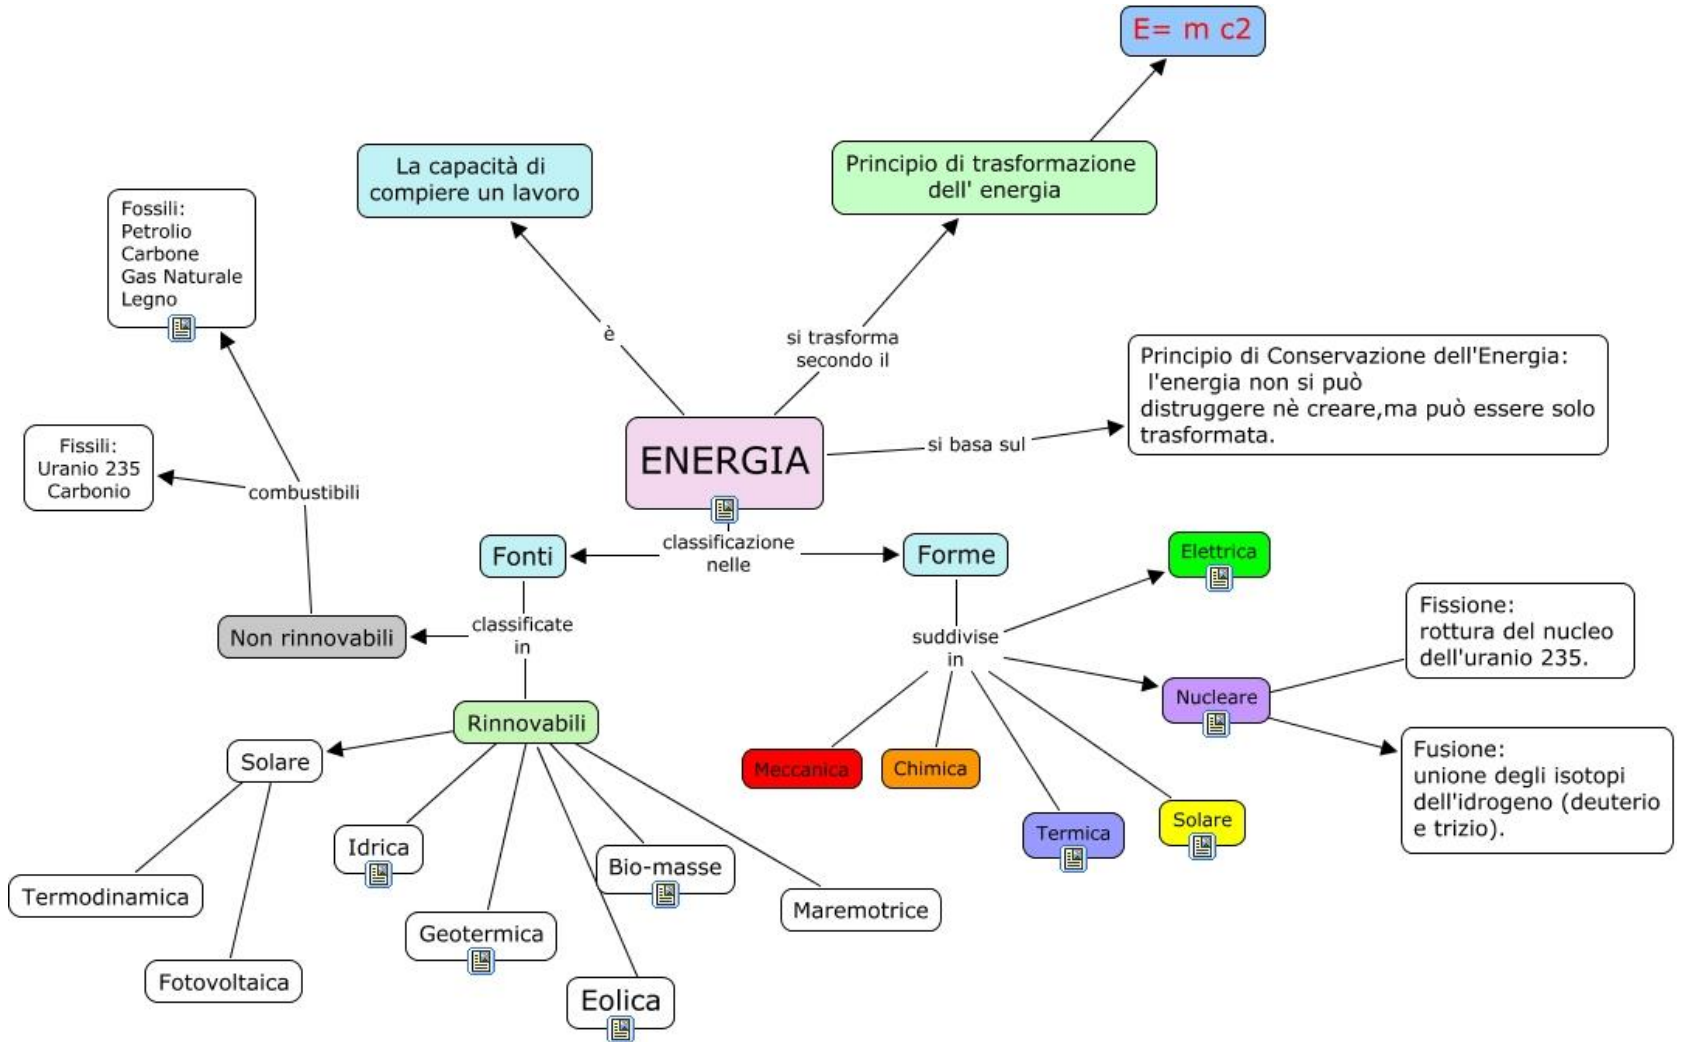 E= m c2
La capacità di
compiere un lavoro
Principio di trasformazione
dell' energia
Fossili:
Petrolio
Carbone
Gas Naturale
Legno
è
si trasforma
secondo il
Principio di Conservazione dell'Energia:
l'energia non si può
distruggere nè creare,ma può essere solo
trasformata.
Fissili:
Uranio 235
Carbonio
combustibili
ENERGIA
si basa sul
Fonti
classificazione
nelle
Forme
Elettrica
Non rinnovabili
classificate
in
suddivise
in
Fissione:
rottura del nucleo
dell'uranio 235.
Nucleare
Rinnovabili
Solare
Meccanica
Chimica
Fusione:
unione degli isotopi
dell'idrogeno (deuterio
e trizio).
Termica
Solare
Idrica
Bio-masse
Termodinamica
Geotermica
Maremotrice
Fotovoltaica
Eolica